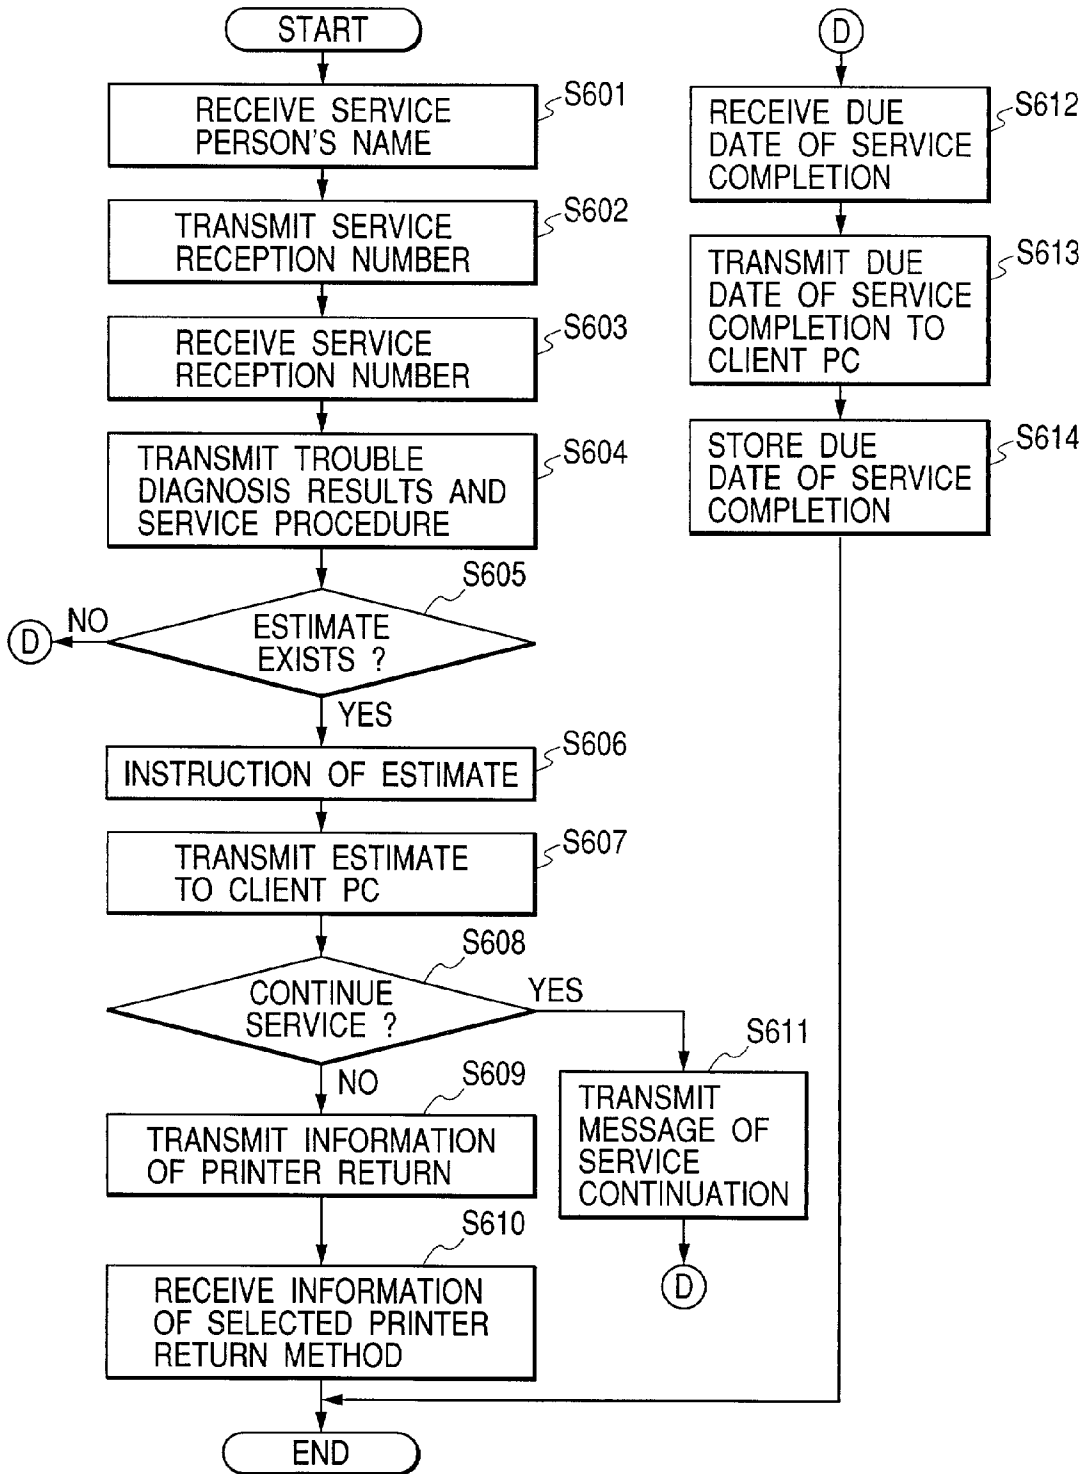 START
RECEIVE SERVICE
PERSON'S NAME
S601
TRANSMIT SERVICE
RECEPTION NUMBER
S602
RECEIVE SERVICE
RECEPTION NUMBER
S603
TRANSMIT TROUBLE
DIAGNOSIS RESULTS AND
SERVICE PROCEDURE
S604
S605
ESTIMATE
EXISTS ?
NO
D
YES
INSTRUCTION OF ESTIMATE
S606
TRANSMIT ESTIMATE
TO CLIENT PC
S607
S608
CONTINUE
SERVICE ?
YES
NO
S609
TRANSMIT INFORMATION
OF PRINTER RETURN
S610
RECEIVE INFORMATION
OF SELECTED PRINTER
RETURN METHOD
END
S611
TRANSMIT
MESSAGE OF
SERVICE
CONTINUATION
D
D
RECEIVE DUE
DATE OF SERVICE
COMPLETION
S612
TRANSMIT DUE
DATE OF SERVICE
COMPLETION TO
CLIENT PC
S613
STORE DUE
DATE OF SERVICE
COMPLETION
S614